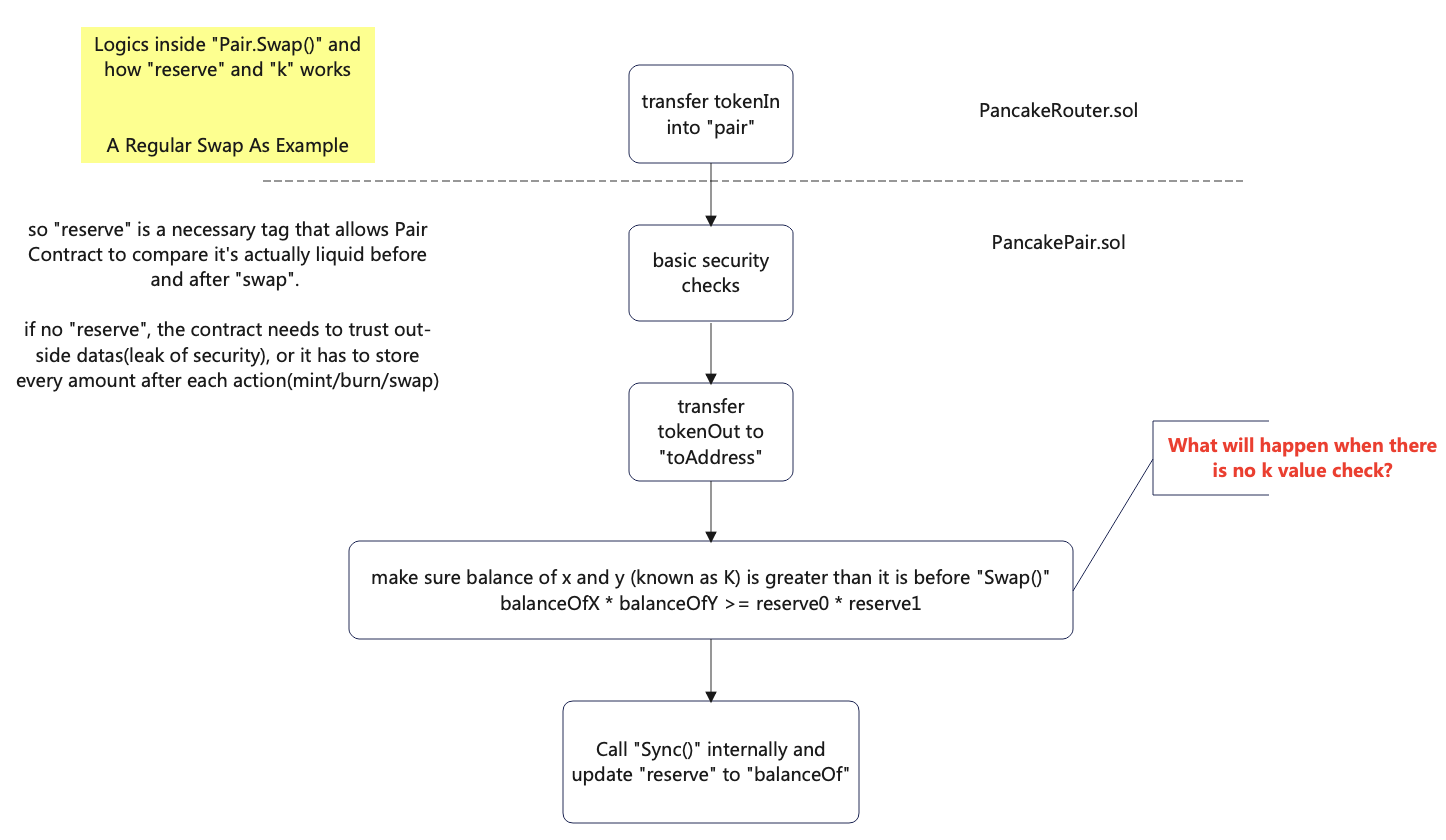 Logics inside "Pair.Swap()" and
how "reserve" and "k" works
A Regular Swap As Example
transfer tokenIn
into "pair"
PancakeRouter.sol
so "reserve" is a necessary tag that allows Pair
Contract to compare it's actually liquid before
and after "swap".
if no "reserve", the contract needs to trust out-
side datas(leak of security), or it has to store
every amount after each action(mint/burn/swap)
basic security
checks
PancakePair.sol
transfer
tokenOut to
"toAddress"
What will happen when there
is no k value check?
make sure balance of x and y (known as K) is greater than it is before "Swap()"
balanceOfX * balanceOfY >= reserve0 * reserve1
Call "Sync()" internally and
update "reserve" to "balanceOf"